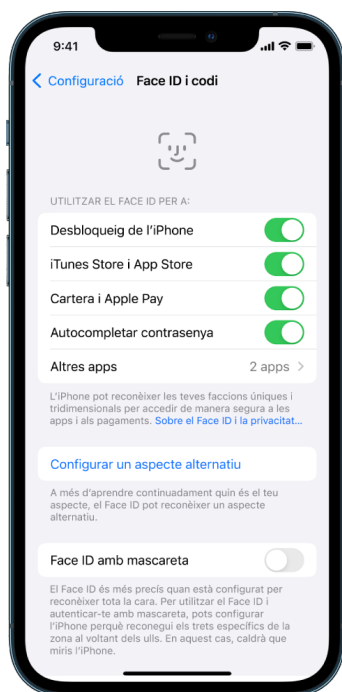 9:41
Configuració Face ID i codi
UTILITZAR EL FACE ID PER A:
Desbloqueig de l'iPhone
iTunes Store i App Store
Cartera i Apple Pay
Autocompletar contrasenya
Altres apps 2 apps
L'iPhone pot reconèixer les teves faccions úniques i
tridimensionals per accedir de manera segura a les
apps i als pagaments. Sobre el Face ID i la privacitat...
Configurar un aspecte alternatiu
A més d'aprendre continuadament quin és el teu
aspecte, el Face ID pot reconèixer un aspecte
alternatiu.
Face ID amb mascareta
El Face ID és més precís quan està configurat per
reconèixer tota la cara. Per utilitzar el Face ID i
autenticar-te amb mascareta, pots configurar
l'iPhone perquè reconegui els trets específics de la
zona al voltant dels ulls. En aquest cas, caldrà que
miris l'iPhone.